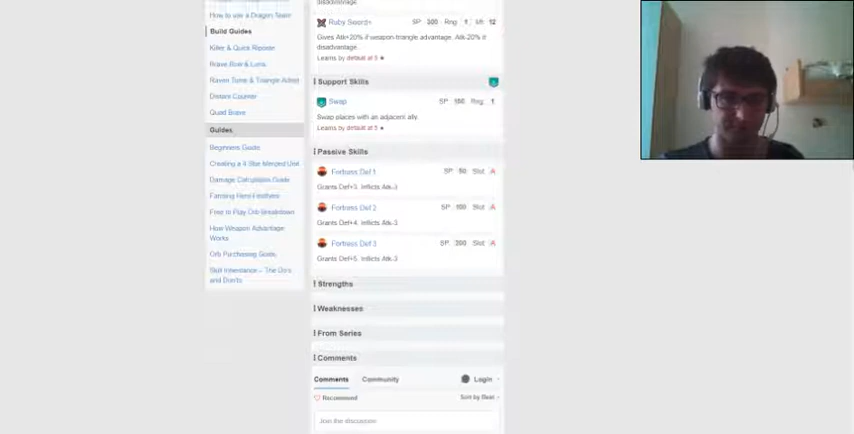 How to use a Dragon Team
Build Guides
Killer & Quick Riposte
Brave Bow & Luna
Raven Tome & Triangle Adept
Distant Counter
Quad Brave
Guides
Beginners Guide
Creating a 4 Star Merged Unit
Damage Calculation Guide
Farming Hero Feathers
Free to Play Orb Breakdown
How Weapon Advantage
Works
Orb Purchasing Guide
Skill Inheritance – The Do's
and Don'ts
disadvantage.
Ruby Sword+ SP 300 Rng 1 Mt 12
Gives Atk+20% if weapon-triangle advantage. Atk-20% if
disadvantage.
Learns by default at 5 ★
Support Skills
Swap SP 150 Rng 1
Swap places with an adjacent ally.
Learns by default at 5 ★
Passive Skills
Fortress Def 1 SP 50 Slot A
Grants Def+3. Inflicts Atk-3
Fortress Def 2 SP 100 Slot A
Grants Def+4. Inflicts Atk-3
Fortress Def 3 SP 200 Slot A
Grants Def+5. Inflicts Atk-3
Strengths
Weaknesses
From Series
Comments
Comments Community Login
Recommend Sort by Best
Join the discussion